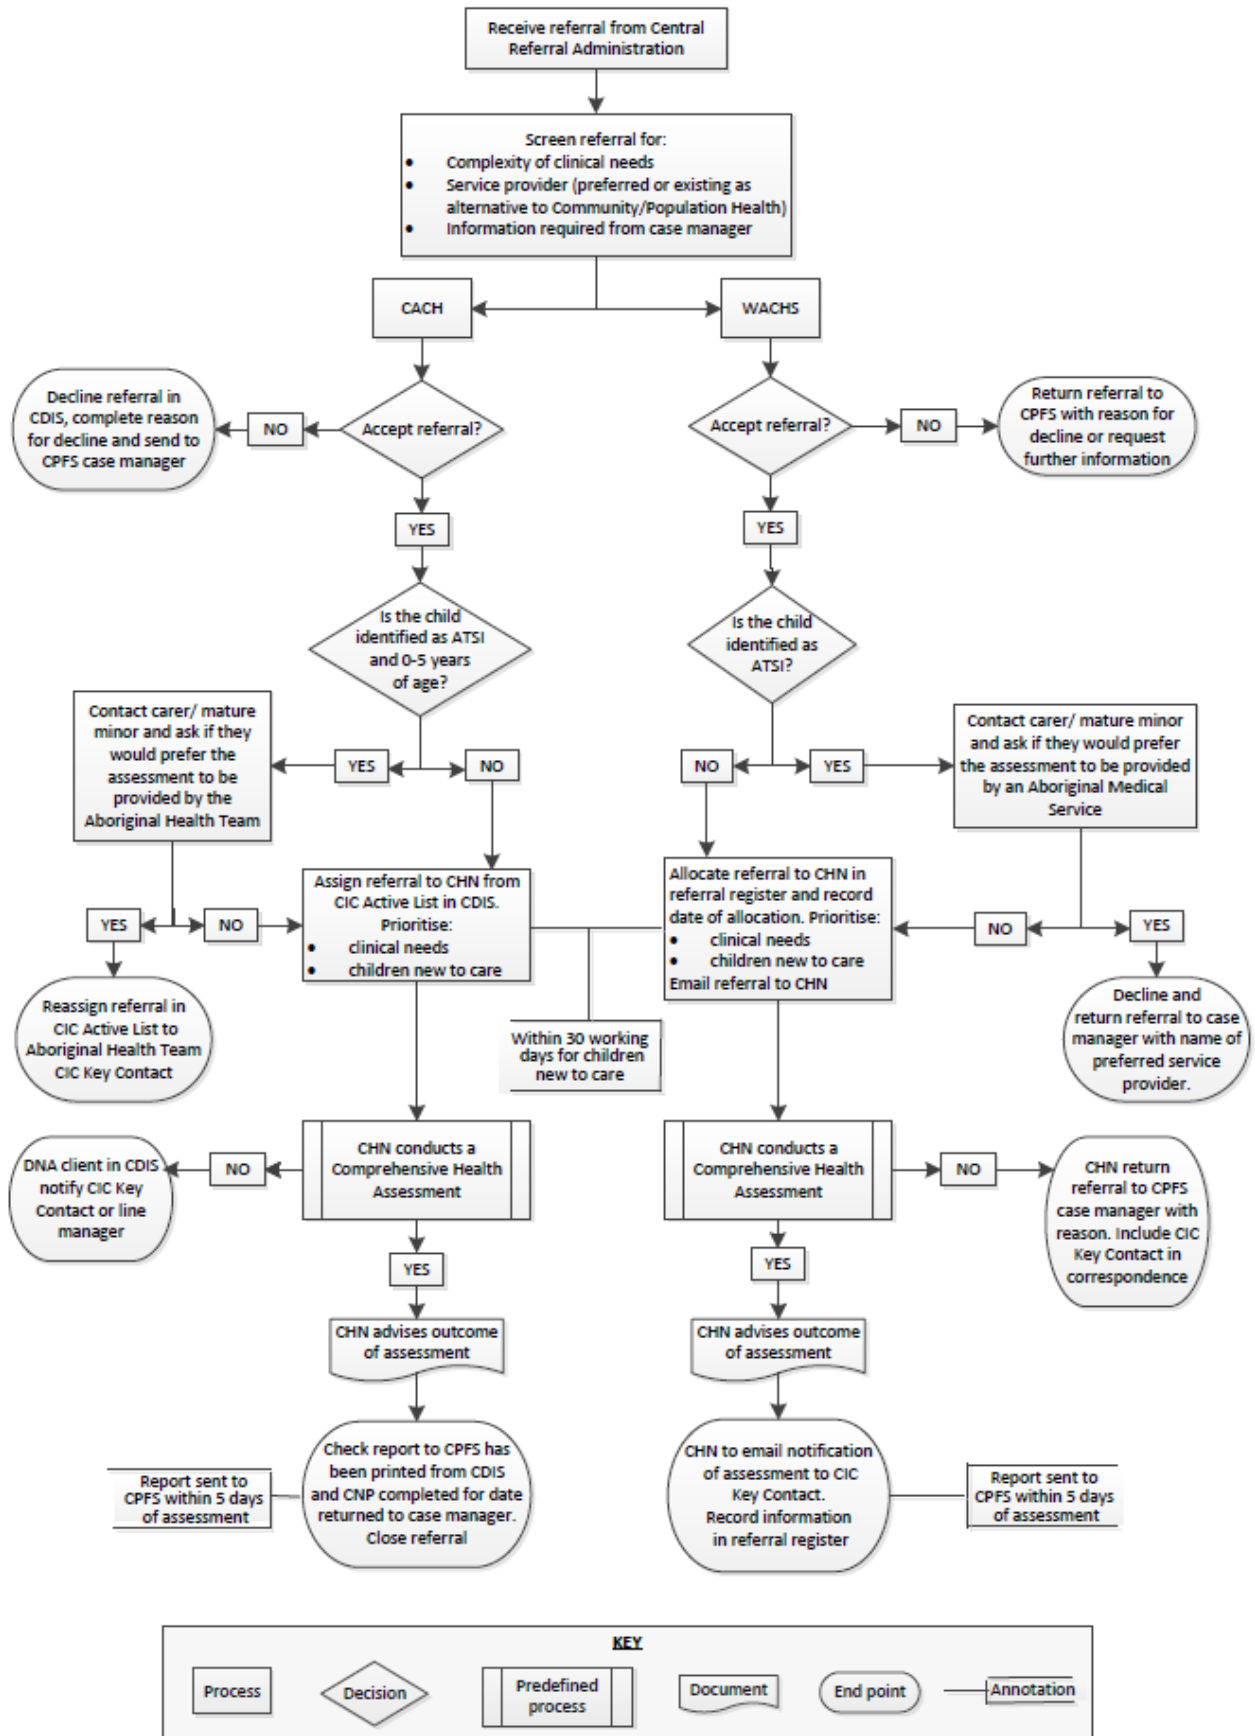 Receive referral from Central
Referral Administration
Screen referral for:
• Complexity of clinical needs
• Service provider (preferred or existing as
alternative to Community/Population Health)
• Information required from case manager
CACH
WACHS
Decline referral in
CDIS, complete reason
for decline and send to
CPFS case manager
NO
Accept referral?
Accept referral?
NO
Return referral to
CPFS with reason for
decline or request
further information
YES
YES
Is the child
identified as ATSI
and 0-5 years
of age?
Is the child
identified as
ATSI?
Contact carer/ mature
minor and ask if they
would prefer the
assessment to be
provided by the
Aboriginal Health Team
YES
NO
NO
YES
Contact carer/ mature minor
and ask if they would prefer
the assessment to be provided
by an Aboriginal Medical
Service
Assign referral to CHN from
CIC Active List in CDIS.
Prioritise:
• clinical needs
• children new to care
Allocate referral to CHN in
referral register and record
date of allocation. Prioritise:
• clinical needs
• children new to care
Email referral to CHN
YES
NO
NO
YES
Reassign referral in
CIC Active List to
Aboriginal Health Team
CIC Key Contact
Within 30 working
days for children
new to care
Decline and
return referral to case
manager with name of
preferred service
provider.
DNA client in CDIS
notify CIC Key
Contact or line
manager
NO
CHN conducts a
Comprehensive Health
Assessment
CHN conducts a
Comprehensive Health
Assessment
NO
CHN return
referral to CPFS
case manager with
reason. Include CIC
Key Contact in
correspondence
YES
YES
CHN advises outcome
of assessment
CHN advises outcome
of assessment
Report sent to
CPFS within 5 days
of assessment
Check report to CPFS has
been printed from CDIS
and CNP completed for date
returned to case manager.
Close referral
CHN to email notification
of assessment to CIC
Key Contact.
Record information
in referral register
Report sent to
CPFS within 5 days
of assessment
KEY
Process
Decision
Predefined
process
Document
End point
Annotation